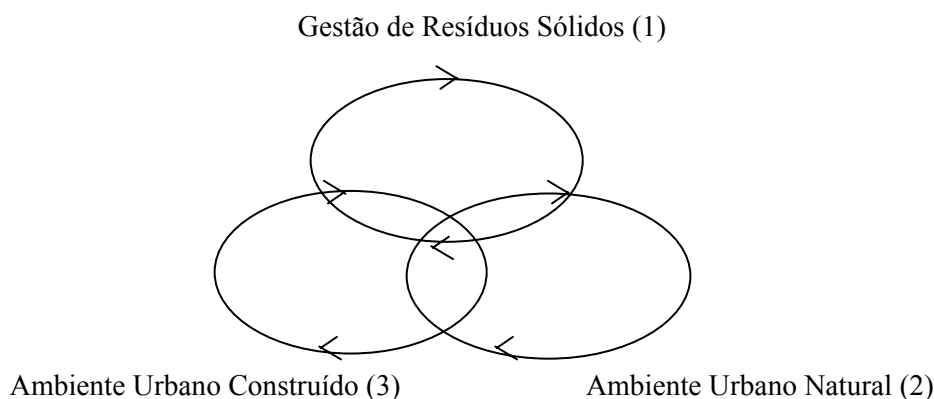 Gestão de Resíduos Sólidos (1)
Ambiente Urbano Construído (3)
Ambiente Urbano Natural (2)